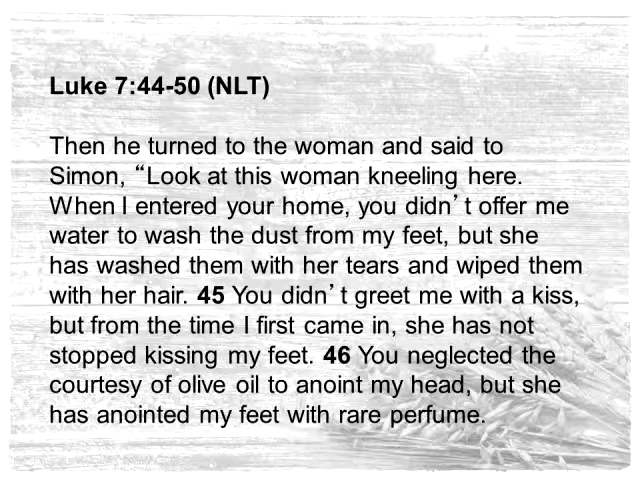 Luke 7:44-50 (NLT)
Then he turned to the woman and said to
Simon, “Look at this woman kneeling here.
When I entered your home, you didn’t offer me
water to wash the dust from my feet, but she
has washed them with her tears and wiped them
with her hair. 45 You didn’t greet me with a kiss,
but from the time I first came in, she has not
stopped kissing my feet. 46 You neglected the
courtesy of olive oil to anoint my head, but she
has anointed my feet with rare perfume.